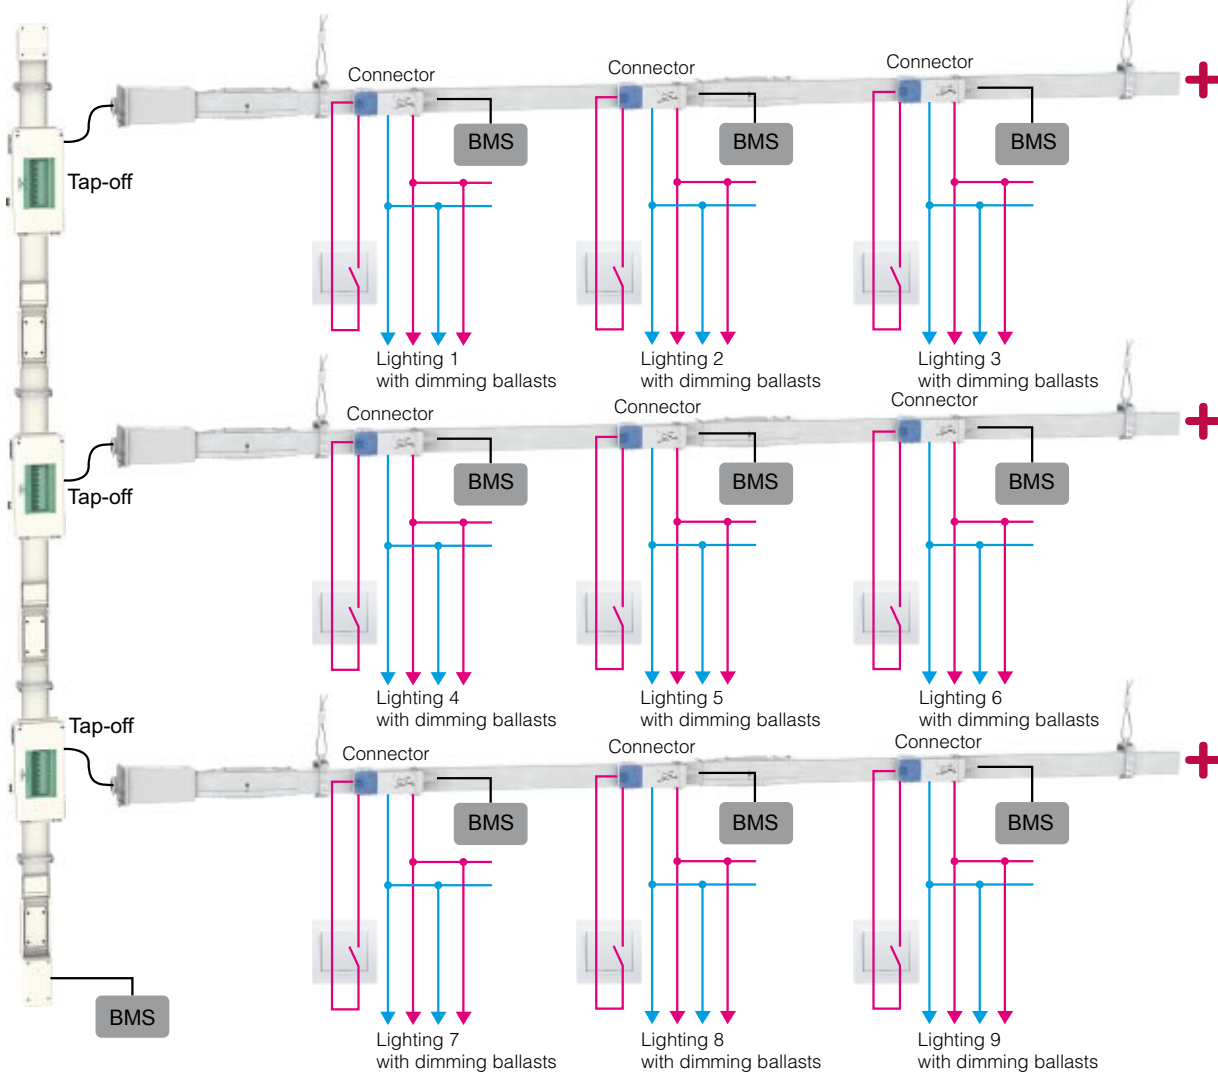 Connector
Connector
Connector
BMS
BMS
BMS
Tap-off
Lighting 1
with dimming ballasts
Lighting 2
with dimming ballasts
Lighting 3
with dimming ballasts
Connector
Connector
Connector
BMS
BMS
BMS
Tap-off
Lighting 4
with dimming ballasts
Lighting 5
with dimming ballasts
Lighting 6
with dimming ballasts
Tap-off
Connector
Connector
Connector
BMS
BMS
BMS
BMS
Lighting 7
with dimming ballasts
Lighting 8
with dimming ballasts
Lighting 9
with dimming ballasts